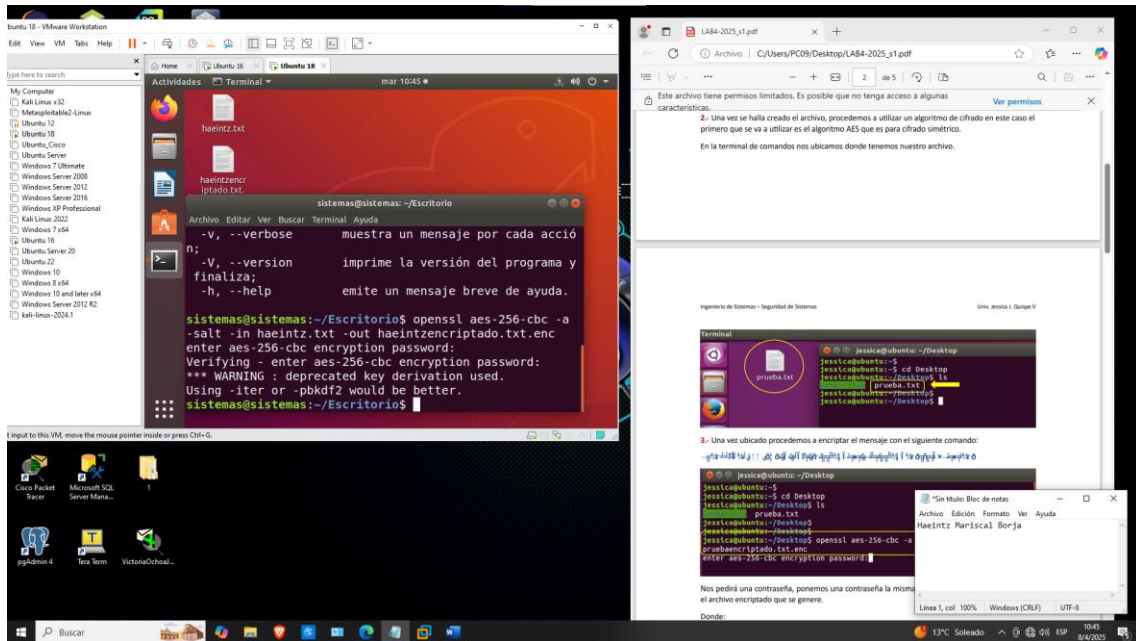 buntu 18 - VMware Workstation
Edit View VM Tabs Help
ype here to search
My Computer
Kali Linux x32
Metasploitable2-Linux
Ubuntu 12
Ubuntu 18
Ubuntu_Cisco
Ubuntu Server
Windows 7 Ultimate
Windows Server 2008
Windows Server 2012
Windows Server 2016
Windows XP Professional
Kali Linux 2022
Windows 7 x64
Ubuntu 16
Ubuntu Server 20
Ubuntu 22
Windows 10
Windows 8 x64
Windows 10 and later x64
Windows Server 2012 R2
kali-linux-2024.1
Home Ubuntu 16 Ubuntu 18
Actividades Terminal mar 10:45
haeintz.txt
haeintzencr
iptado.txt.
sistemas@sistemas: ~/Escritorio
Archivo Editar Ver Buscar Terminal Ayuda
-v, --verbose muestra un mensaje por cada acció
n;
-V, --version imprime la versión del programa y
finaliza;
-h, --help emite un mensaje breve de ayuda.
sistemas@sistemas:~/Escritorio$ openssl aes-256-cbc -a
-salt -in haeintz.txt -out haeintzencriptado.txt.enc
enter aes-256-cbc encryption password:
Verifying - enter aes-256-cbc encryption password:
*** WARNING : deprecated key derivation used.
Using -iter or -pbkdf2 would be better.
sistemas@sistemas:~/Escritorio$
t input to this VM, move the mouse pointer inside or press Ctrl+G.
Cisco Packet
Tracer
Microsoft SQL
Server Mana...
1
pgAdmin 4
Tera Term
VictoriaOchoal...
LAB4-2025_s1.pdf
Archivo C:/Users/PC09/Desktop/LAB4-2025_s1.pdf
2 de 5
Este archivo tiene permisos limitados. Es posible que no tenga acceso a algunas
características.
Ver permisos
2.- Una vez se halla creado el archivo, procedemos a utilizar un algoritmo de cifrado en este caso el
primero que se va a utilizar es el algoritmo AES que es para cifrado simétrico.
En la terminal de comandos nos ubicamos donde tenemos nuestro archivo.
Ingeniería de Sistemas – Seguridad de Sistemas Univ. Jessica J. Quispe V
Terminal
prueba.txt
jessica@ubuntu: ~/Desktop
jessica@ubuntu:~$
jessica@ubuntu:~$ cd Desktop
jessica@ubuntu:~/Desktop$ ls
prueba.txt
jessica@ubuntu:~/Desktop$
jessica@ubuntu:~/Desktop$
3.- Una vez ubicado procedemos a encriptar el mensaje con el siguiente comando:
jessica@ubuntu: ~/Desktop
jessica@ubuntu:~$
jessica@ubuntu:~$ cd Desktop
jessica@ubuntu:~/Desktop$ ls
prueba.txt
jessica@ubuntu:~/Desktop$
jessica@ubuntu:~/Desktop$
jessica@ubuntu:~/Desktop$ openssl aes-256-cbc -a
pruebaencriptado.txt.enc
enter aes-256-cbc encryption password:
Nos pedirá una contraseña, ponemos una contraseña la misma
el archivo encriptado que se genere.
Donde:
*Sin título: Bloc de notas
Archivo Edición Formato Ver Ayuda
Haeintz Mariscal Borja
Línea 1, col 100% Windows (CRLF) UTF-8
Buscar
13°C Soleado
ESP
10:45
8/4/2025